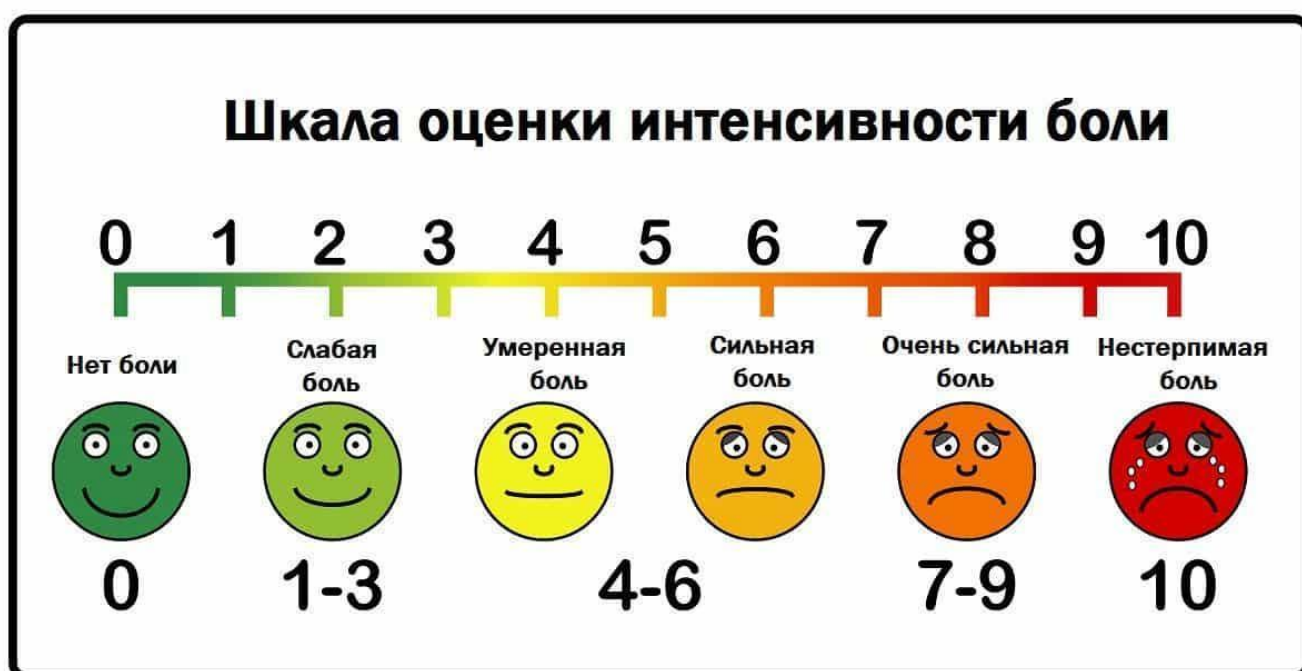 Шкала оценки интенсивности боли
0 1 2 3 4 5 6 7 8 9 10
Нет боли
Слабая
боль
Умеренная
боль
Сильная
боль
Очень сильная
боль
Нестерпимая
боль
0 1-3 4-6 7-9 10